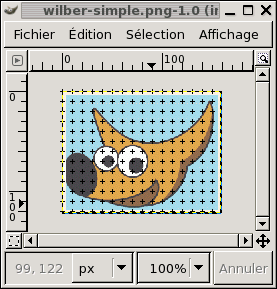 wilber-simple.png-1.0 (in
Fichier Édition Sélection Affichage
0 100
0
100
99, 122 px 100% Annuler